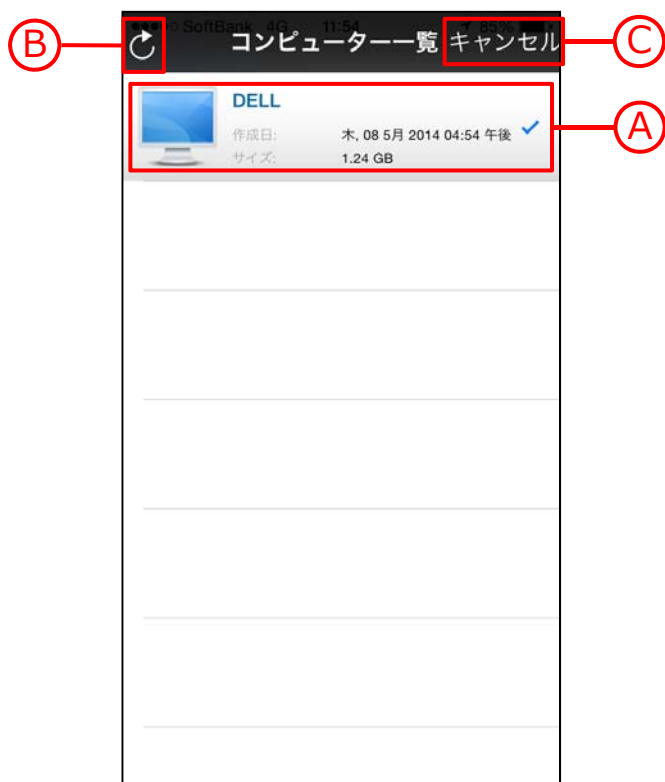 SoftBank 4G 11:54 85%
B コンピューター一覧 キャンセル C
DELL
A
作成日: 木, 08 5月 2014 04:54 午後
サイズ: 1.24 GB